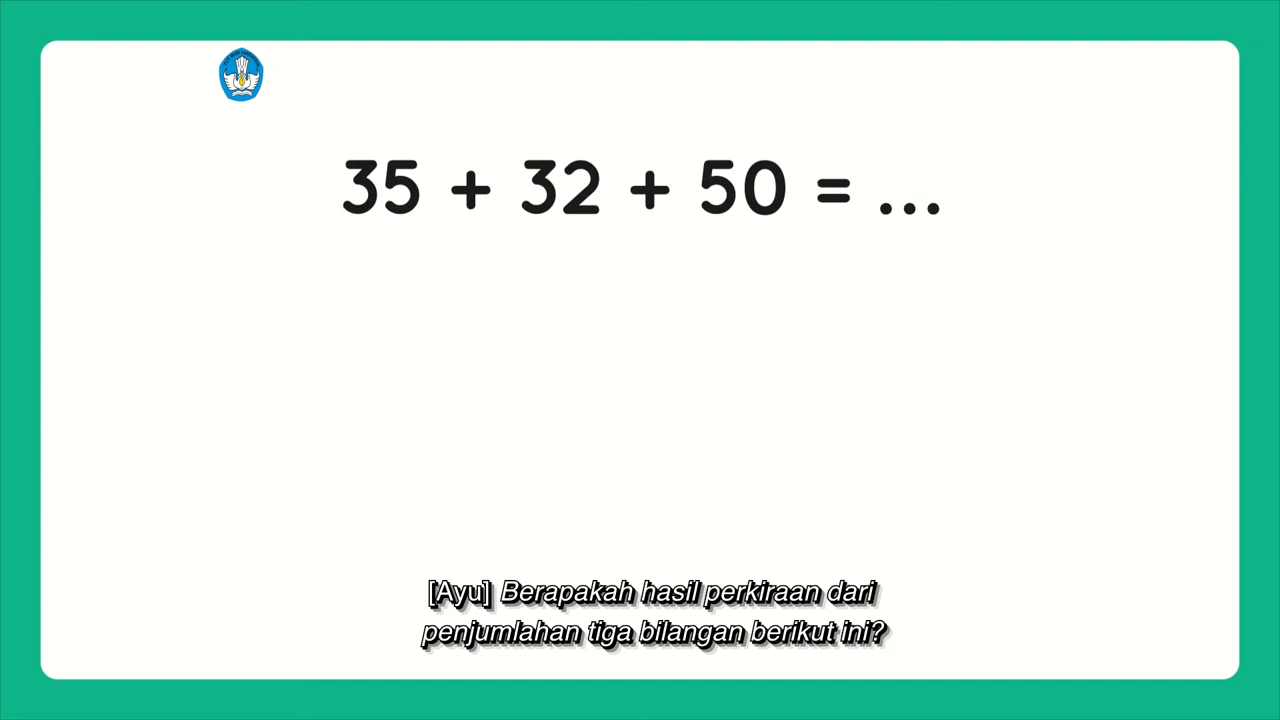 35 + 32 + 50 = ...
[Ayu] Berapakah hasil perkiraan dari
penjumlahan tiga bilangan berikut ini?